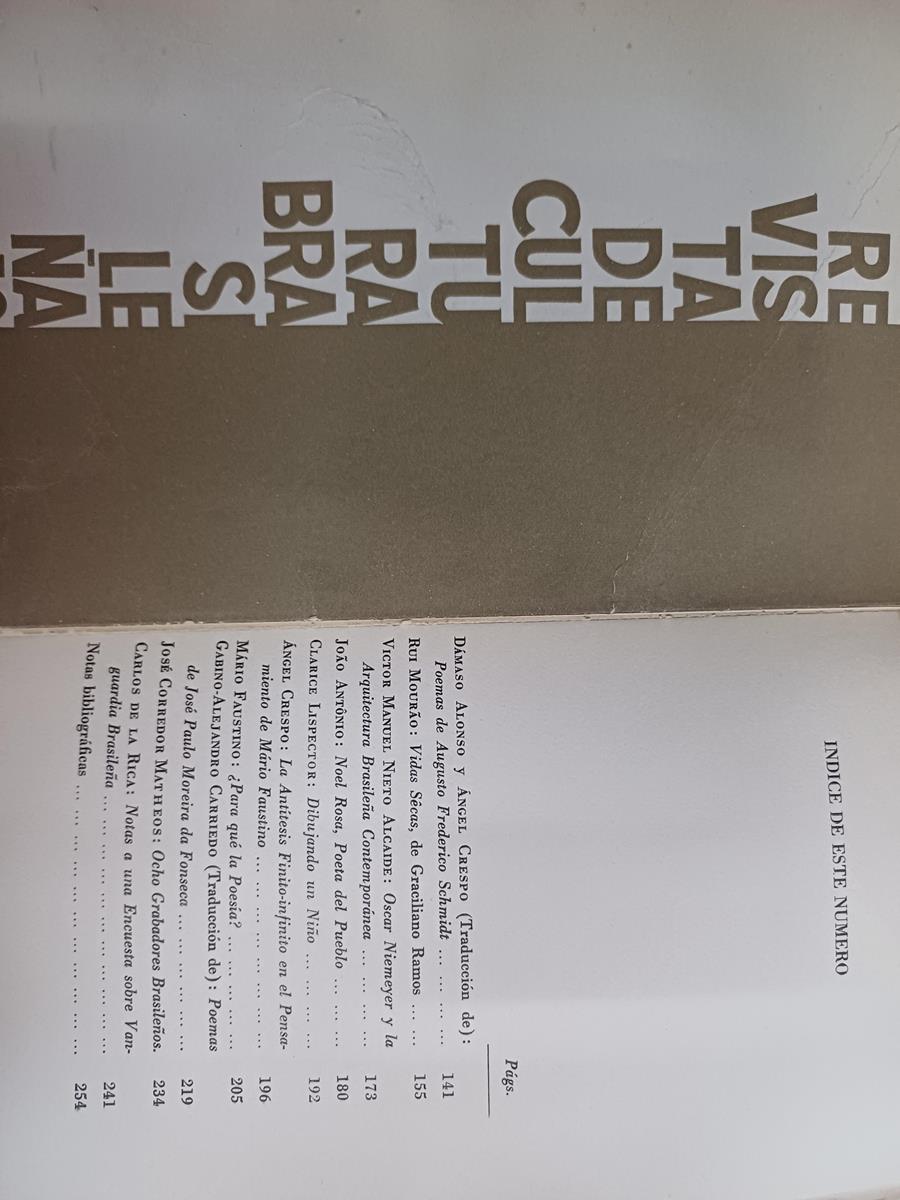 RE
VIS
TA
DE
CUL
TU
RA
BRA
SI
LE
ÑA
INDICE DE ESTE NUMERO
Págs.
DÁMASO ALONSO y ÁNGEL CRESPO (Traducción de):
Poemas de Augusto Frederico Schmidt ... ... ... ... 141
RUI MOURÃO: Vidas Sêcas, de Graciliano Ramos ... ... 155
VICTOR MANUEL NIETO ALCAIDE: Oscar Niemeyer y la
Arquitectura Brasileña Contemporánea ... ... ... ... 173
JOÃO ANTÔNIO: Noel Rosa, Poeta del Pueblo ... ... ... 180
CLARICE LISPECTOR: Dibujando un Niño ... ... ... ... 192
ÁNGEL CRESPO: La Antítesis Finito-infinito en el Pensa-
miento de Mário Faustino ... ... ... ... ... ... ... 196
MÁRIO FAUSTINO: ¿Para qué la Poesía? ... ... ... ... ... 205
GABINO-ALEJANDRO CARRIEDO (Traducción de): Poemas
de José Paulo Moreira da Fonseca ... ... ... ... ... 219
JOSÉ CORREDOR MATHEOS: Ocho Grabadores Brasileños. 234
CARLOS DE LA RICA: Notas a una Encuesta sobre Van-
guardia Brasileña ... ... ... ... ... ... ... ... ... ... 241
Notas bibliográficas ... ... ... ... ... ... ... ... ... ... ... 254